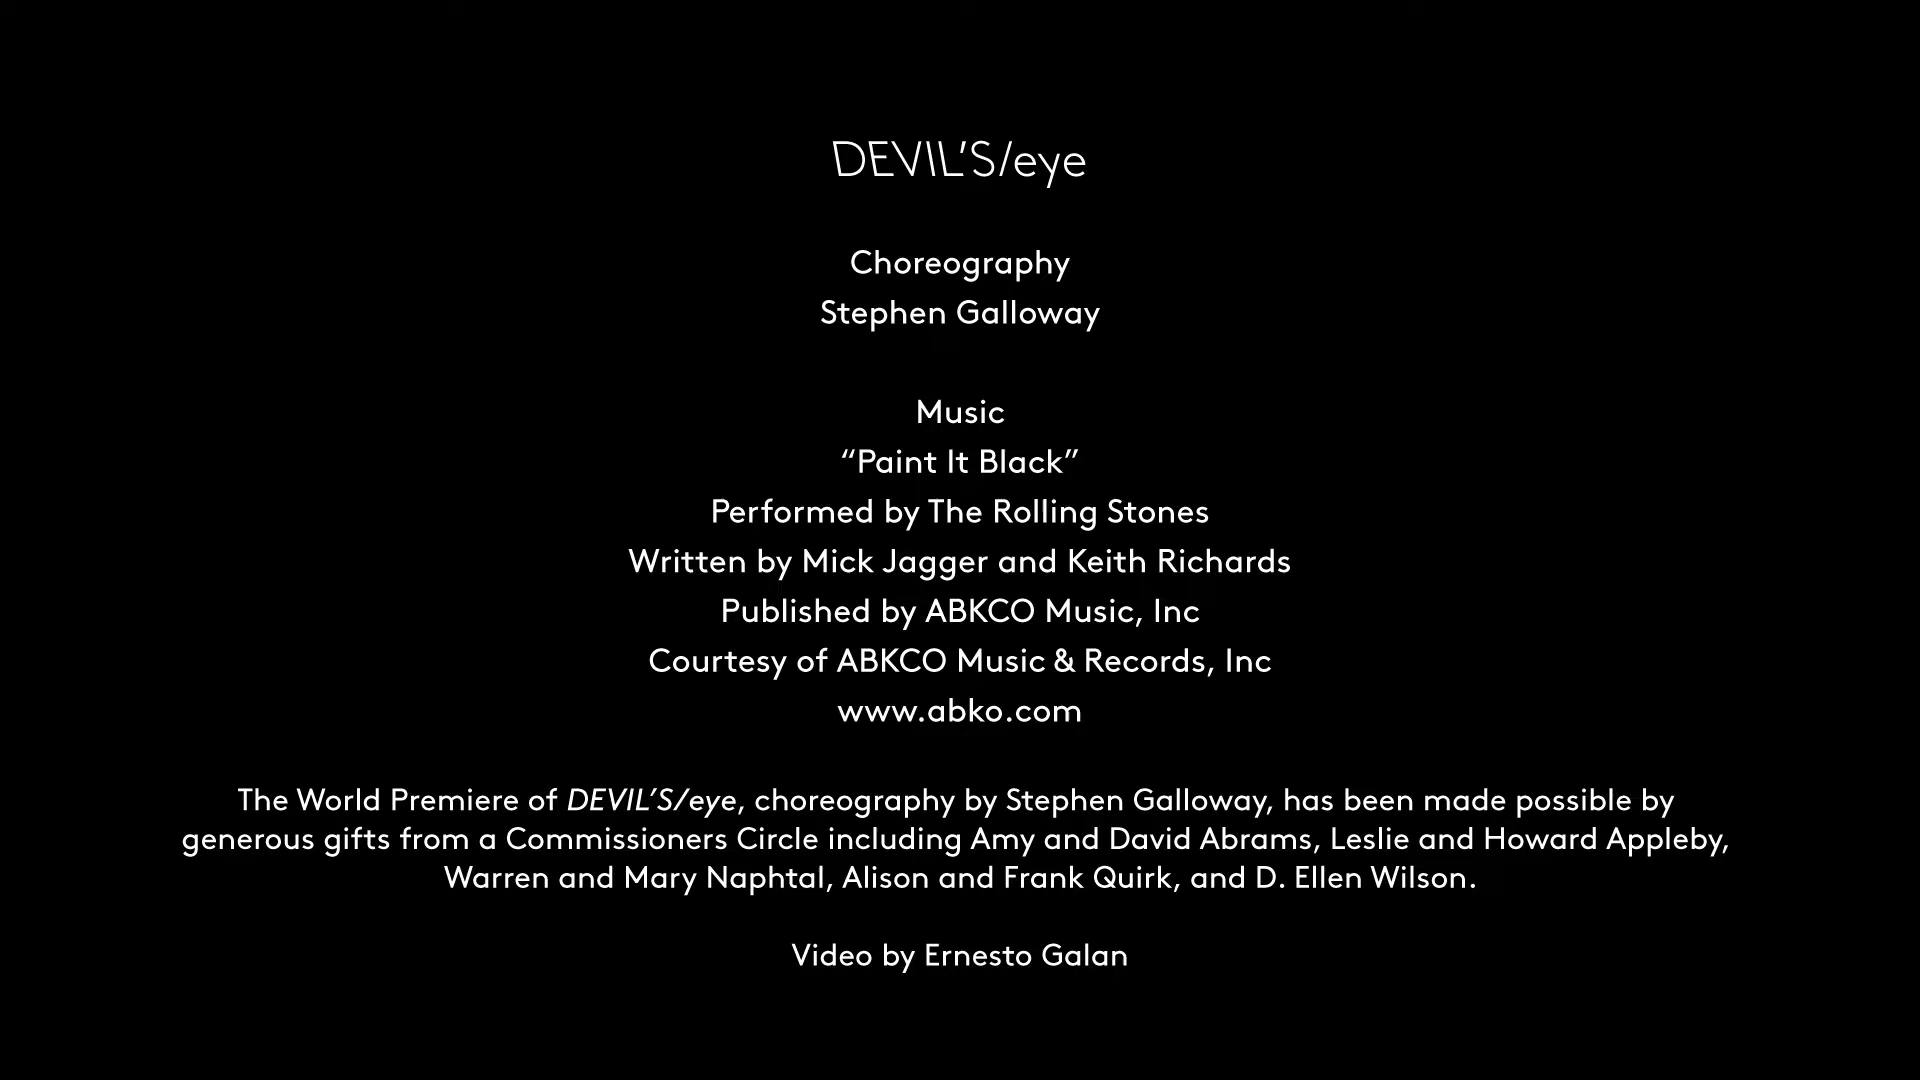 DEVIL’S/eye
Choreography
Stephen Galloway
Music
“Paint It Black”
Performed by The Rolling Stones
Written by Mick Jagger and Keith Richards
Published by ABKCO Music, Inc
Courtesy of ABKCO Music & Records, Inc
www.abko.com
The World Premiere of DEVIL’S/eye, choreography by Stephen Galloway, has been made possible by
generous gifts from a Commissioners Circle including Amy and David Abrams, Leslie and Howard Appleby,
Warren and Mary Naphtal, Alison and Frank Quirk, and D. Ellen Wilson.
Video by Ernesto Galan